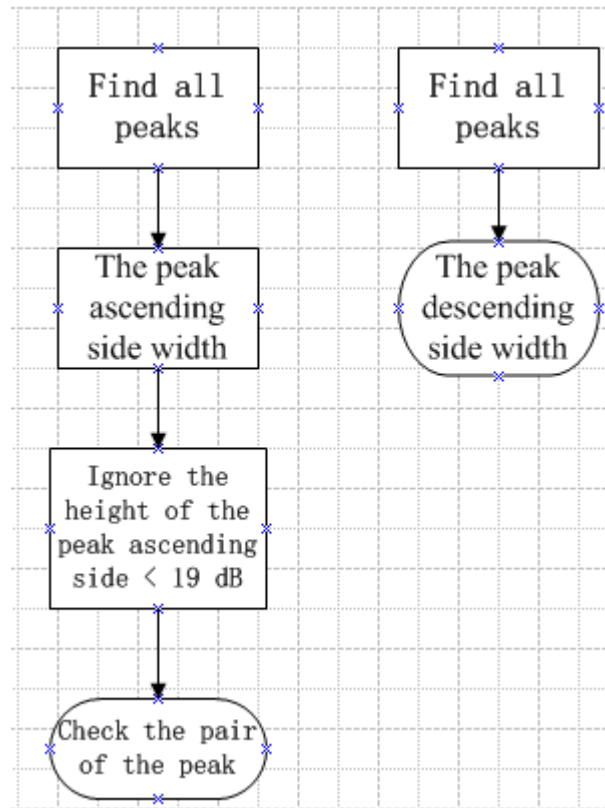 Find all
peaks
The peak
ascending
side width
Ignore the
height of the
peak ascending
side < 19 dB
Check the pair
of the peak
Find all
peaks
The peak
descending
side width